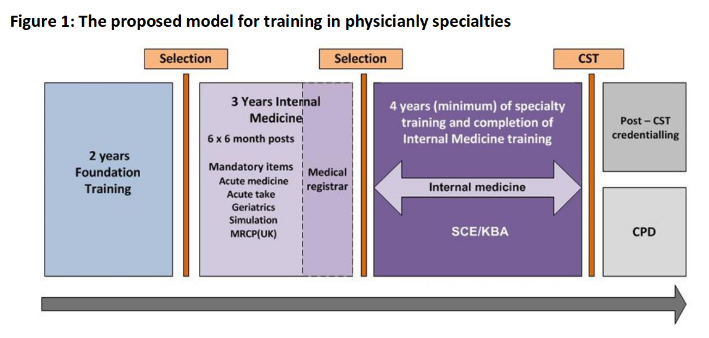 Figure 1: The proposed model for training in physicianly specialties
Selection
Selection
CST
2 years
Foundation
Training
3 Years Internal
Medicine
6 x 6 month posts
Mandatory items
Acute medicine
Acute take
Geriatrics
Simulation
MRCP(UK)
Medical
registrar
4 years (minimum) of specialty
training and completion of
Internal Medicine training
Internal medicine
SCE/KBA
Post – CST
credentialling
CPD